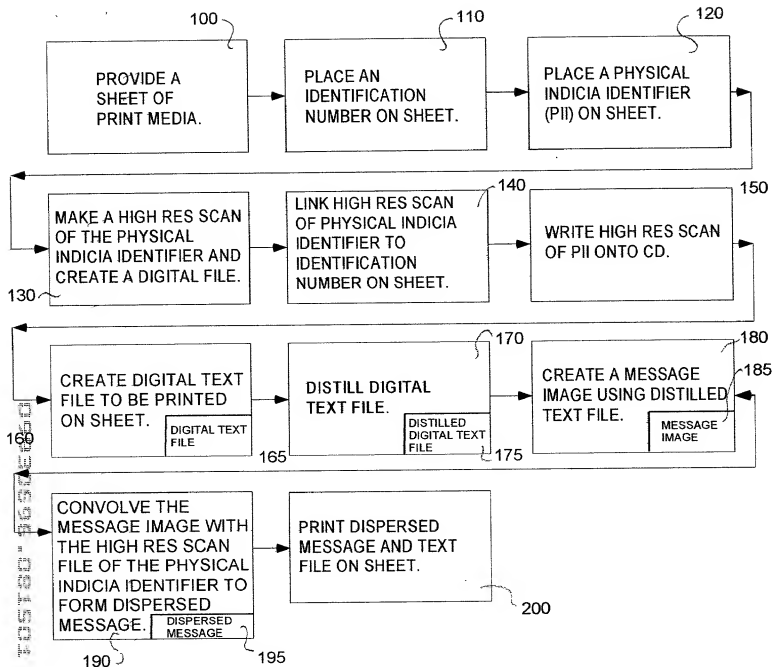 100
110
120
PROVIDE A
SHEET OF
PRINT MEDIA.
PLACE AN
IDENTIFICATION
NUMBER ON SHEET.
PLACE A PHYSICAL
INDICIA IDENTIFIER
(PII) ON SHEET.
MAKE A HIGH RES SCAN
OF THE PHYSICAL
INDICIA IDENTIFIER AND
CREATE A DIGITAL FILE.
130
LINK HIGH RES SCAN
OF PHYSICAL INDICIA
IDENTIFIER TO
IDENTIFICATION
NUMBER ON SHEET.
140
WRITE HIGH RES SCAN
OF PII ONTO CD.
150
CREATE DIGITAL TEXT
FILE TO BE PRINTED
ON SHEET.
DIGITAL TEXT
FILE
160
165
DISTILL DIGITAL
TEXT FILE.
170
DISTILLED
DIGITAL TEXT
FILE
175
CREATE A MESSAGE
IMAGE USING DISTILLED
TEXT FILE.
180
185
MESSAGE
IMAGE
CONVOLVE THE
MESSAGE IMAGE WITH
THE HIGH RES SCAN
FILE OF THE PHYSICAL
INDICIA IDENTIFIER TO
FORM DISPERSED
MESSAGE.
DISPERSED
MESSAGE
190
195
PRINT DISPERSED
MESSAGE AND TEXT
FILE ON SHEET.
200